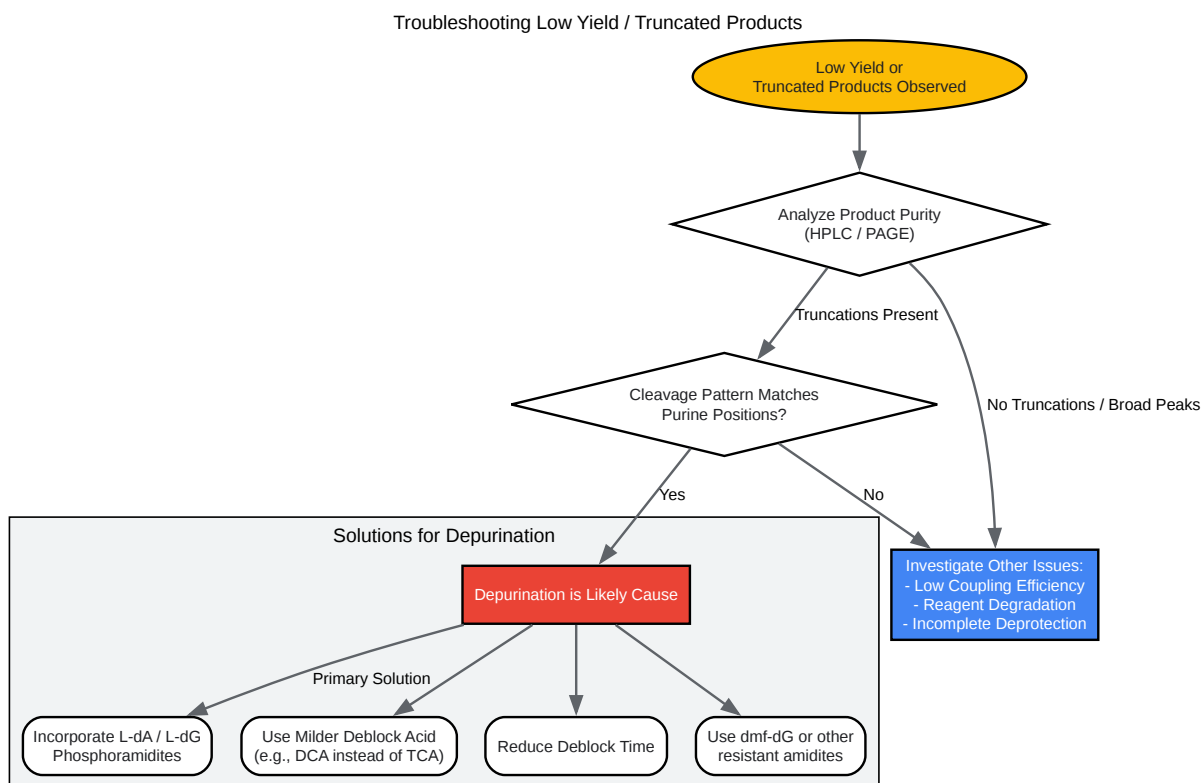 Troubleshooting Low Yield / Truncated Products
Low Yield or
Truncated Products Observed
Analyze Product Purity
(HPLC / PAGE)
Truncations Present
Cleavage Pattern Matches
Purine Positions?
No Truncations / Broad Peaks
Yes
No
Solutions for Depurination
Depurination is Likely Cause
Investigate Other Issues:
- Low Coupling Efficiency
- Reagent Degradation
- Incomplete Deprotection
Primary Solution
Incorporate L-dA / L-dG
Phosphoramidites
Use Milder Deblock Acid
(e.g., DCA instead of TCA)
Reduce Deblock Time
Use dmf-dG or other
resistant amidites